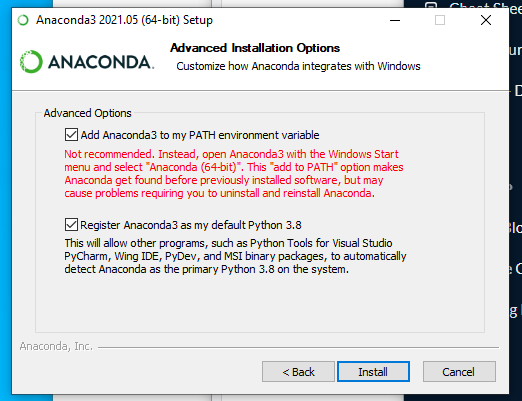 Anaconda3 2021.05 (64-bit) Setup
Advanced Installation Options
Customize how Anaconda integrates with Windows
ANACONDA.
Advanced Options
Add Anaconda3 to my PATH environment variable
Not recommended. Instead, open Anaconda3 with the Windows Start
menu and select "Anaconda (64-bit)". This "add to PATH" option makes
Anaconda get found before previously installed software, but may
cause problems requiring you to uninstall and reinstall Anaconda.
Register Anaconda3 as my default Python 3.8
This will allow other programs, such as Python Tools for Visual Studio
PyCharm, Wing IDE, PyDev, and MSI binary packages, to automatically
detect Anaconda as the primary Python 3.8 on the system.
Anaconda, Inc.
< Back
Install
Cancel